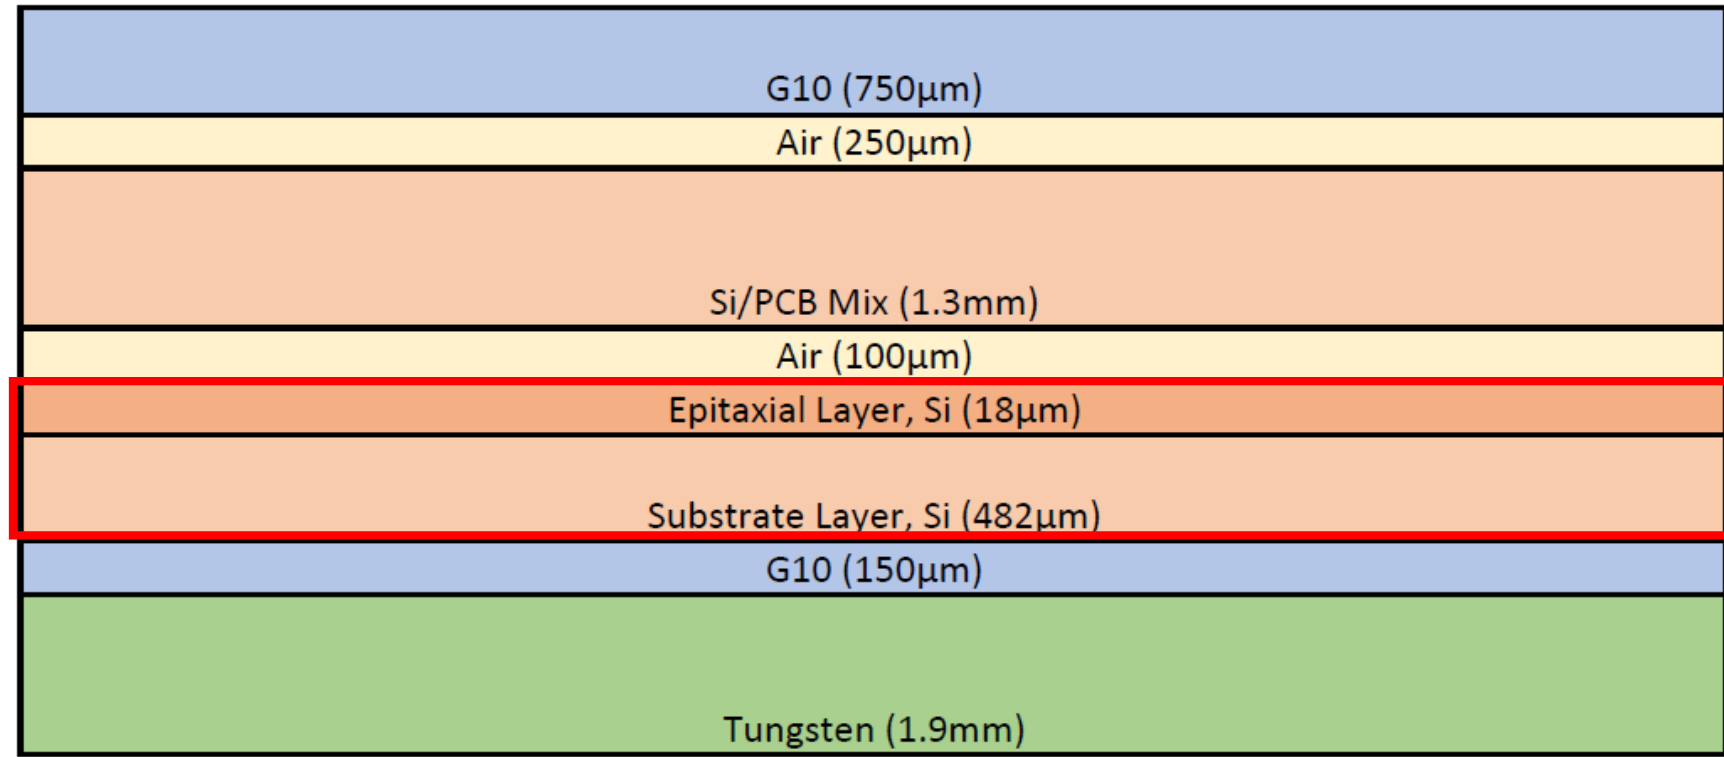 G10 (750µm)
Air (250µm)
Si/PCB Mix (1.3mm)
Air (100µm)
Epitaxial Layer, Si (18µm)
Substrate Layer, Si (482µm)
G10 (150µm)
Tungsten (1.9mm)